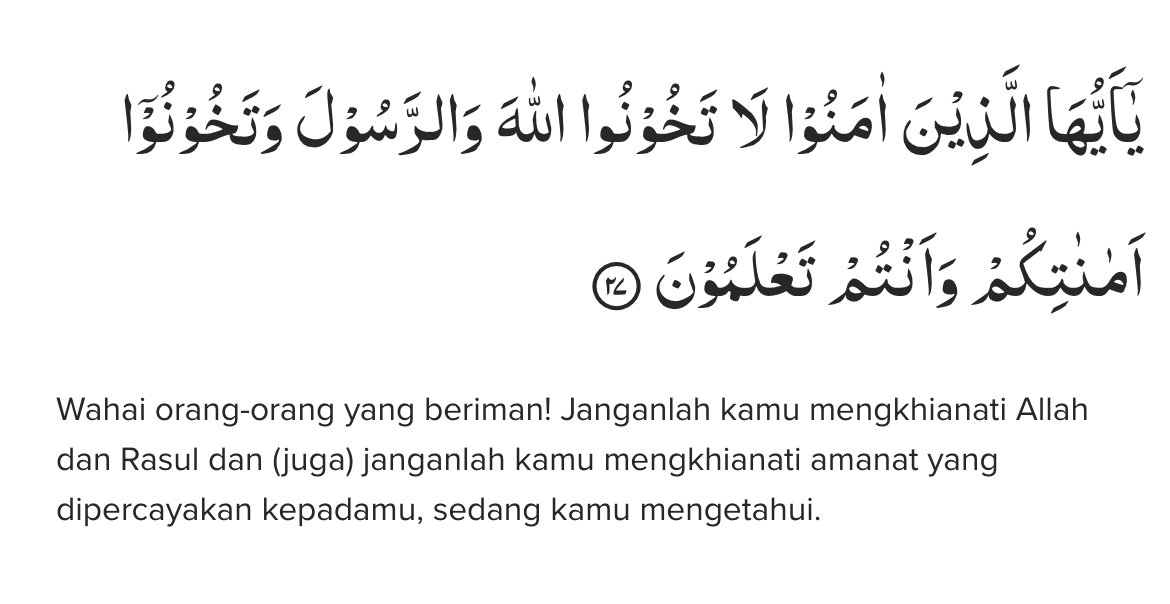 يٰٓاَيُّهَا الَّذِيْنَ اٰمَنُوْا لَا تَخُوْنُوا اللّٰهَ وَالرَّسُوْلَ وَتَخُوْنُوْٓا
اَمٰنٰتِكُمْ وَاَنْتُمْ تَعْلَمُوْنَ ۝٢٧
Wahai orang-orang yang beriman! Janganlah kamu mengkhianati Allah
dan Rasul dan (juga) janganlah kamu mengkhianati amanat yang
dipercayakan kepadamu, sedang kamu mengetahui.